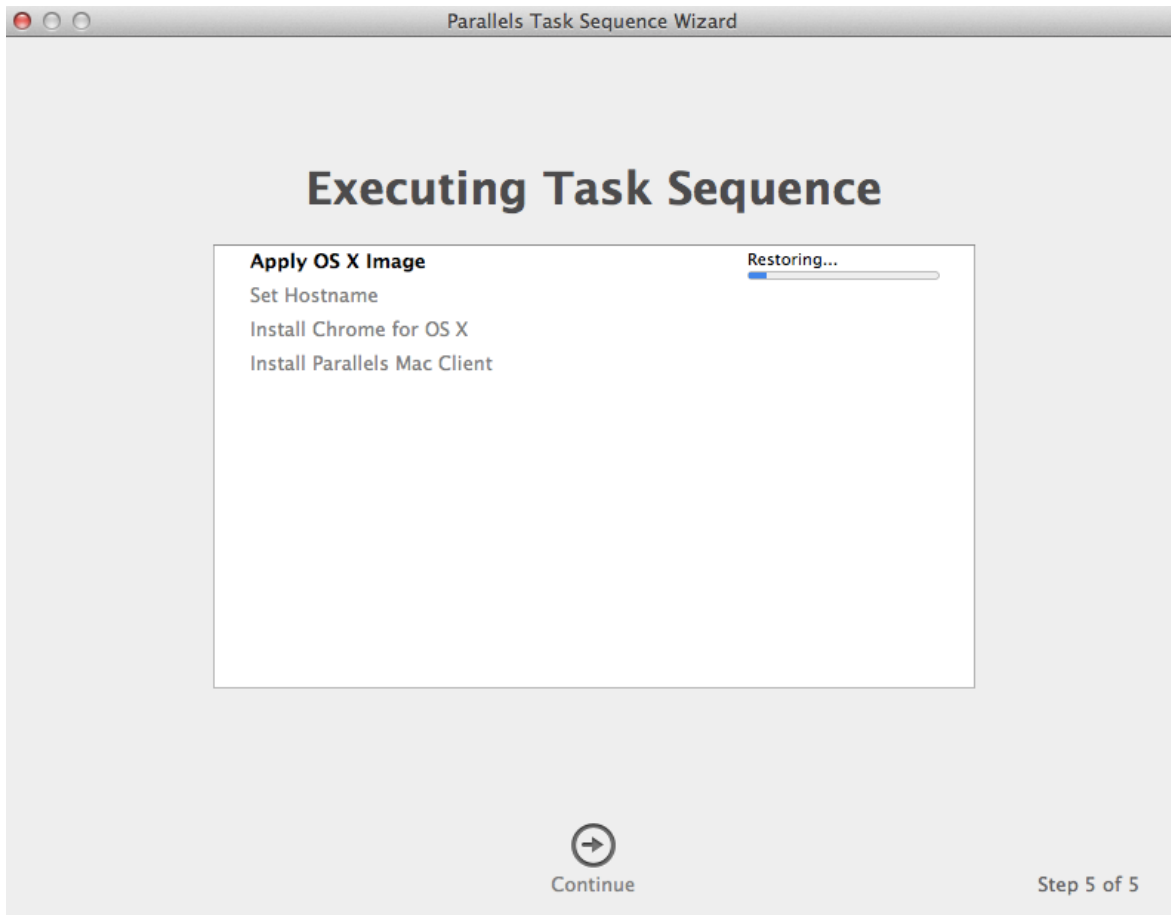 Parallels Task Sequence Wizard
Executing Task Sequence
Apply OS X Image
Restoring...
Set Hostname
Install Chrome for OS X
Install Parallels Mac Client
Continue
Step 5 of 5